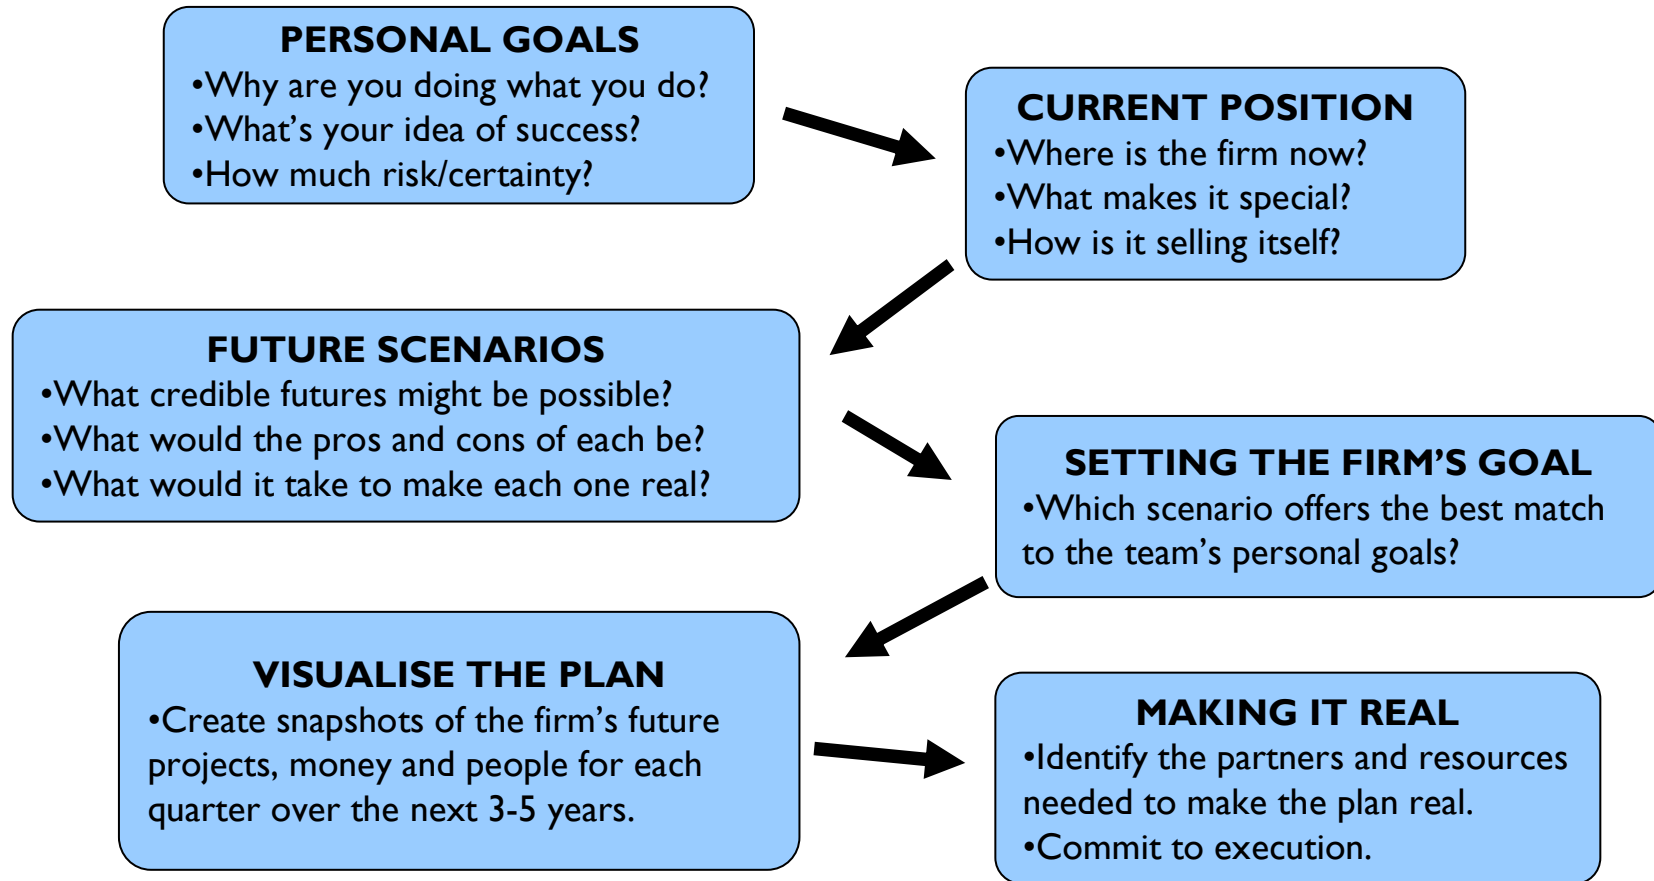 PERSONAL GOALS
•Why are you doing what you do?
•What’s your idea of success?
•How much risk/certainty?
CURRENT POSITION
•Where is the firm now?
•What makes it special?
•How is it selling itself?
FUTURE SCENARIOS
•What credible futures might be possible?
•What would the pros and cons of each be?
•What would it take to make each one real?
SETTING THE FIRM’S GOAL
•Which scenario offers the best match
to the team’s personal goals?
VISUALISE THE PLAN
•Create snapshots of the firm’s future
projects, money and people for each
quarter over the next 3-5 years.
MAKING IT REAL
•Identify the partners and resources
needed to make the plan real.
•Commit to execution.